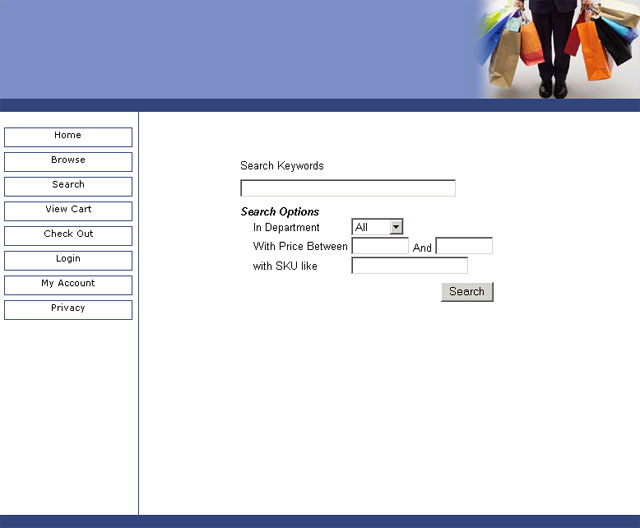 Home
Browse
Search
View Cart
Check Out
Login
My Account
Privacy
Search Keywords
Search Options
In Department All
With Price Between And
with SKU like
Search